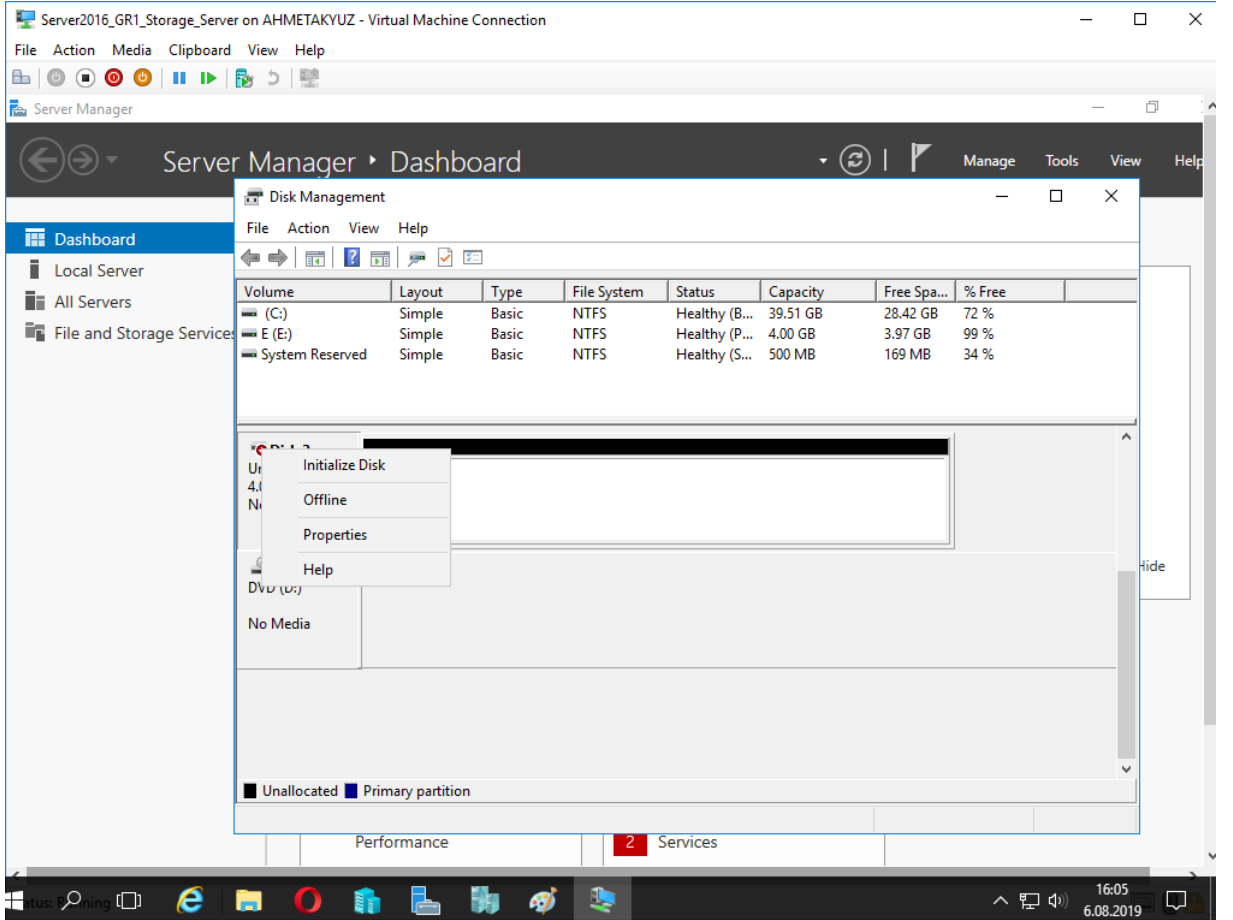 Server2016_GR1_Storage_Server on AHMETAKYUZ - Virtual Machine Connection
File Action Media Clipboard View Help
Server Manager
Server Manager Dashboard
Manage Tools View Help
Disk Management
File Action View Help
Dashboard
Local Server
All Servers
File and Storage Services
Volume Layout Type File System Status Capacity Free Spa... % Free
(C:) Simple Basic NTFS Healthy (B... 39.51 GB 28.42 GB 72 %
E (E:) Simple Basic NTFS Healthy (P... 4.00 GB 3.97 GB 99 %
System Reserved Simple Basic NTFS Healthy (S... 500 MB 169 MB 34 %
Initialize Disk
Offline
Properties
Help
Hide
DVD (D:)
No Media
Unallocated Primary partition
Performance
2 Services
16:05
6.08.2019